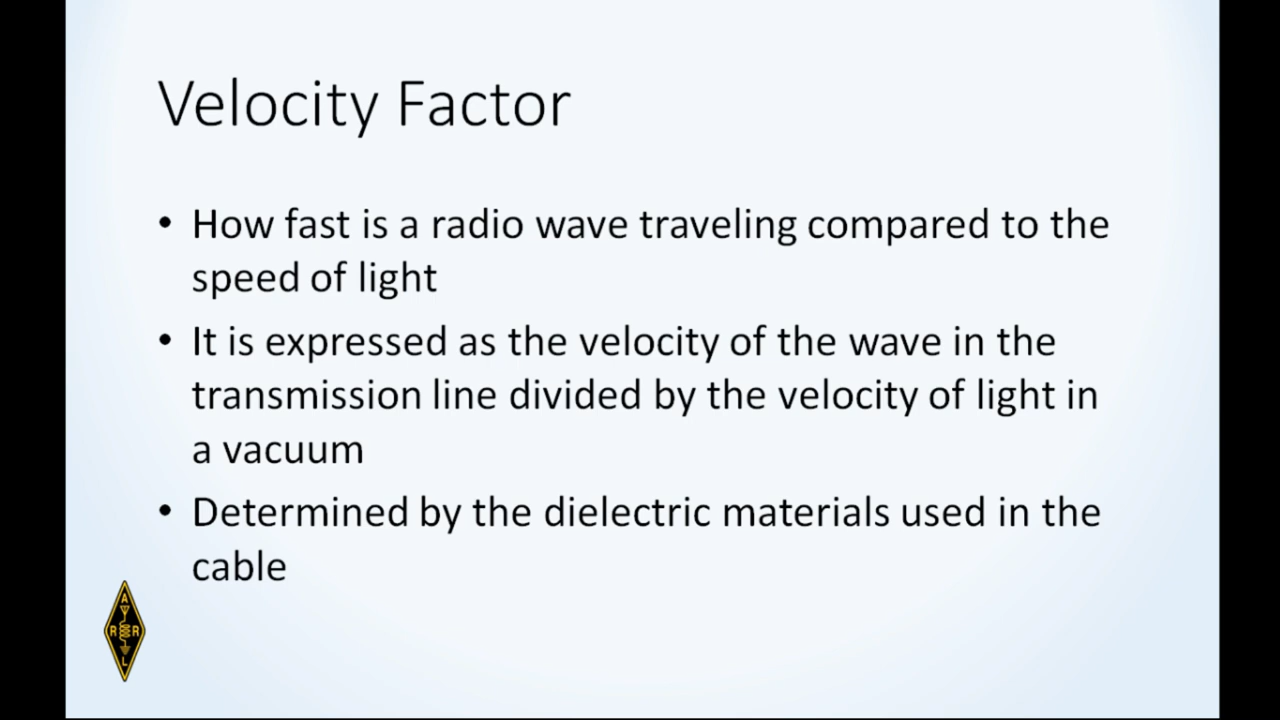 Velocity Factor
• How fast is a radio wave traveling compared to the
speed of light
• It is expressed as the velocity of the wave in the
transmission line divided by the velocity of light in
a vacuum
• Determined by the dielectric materials used in the
cable
A
R R
L